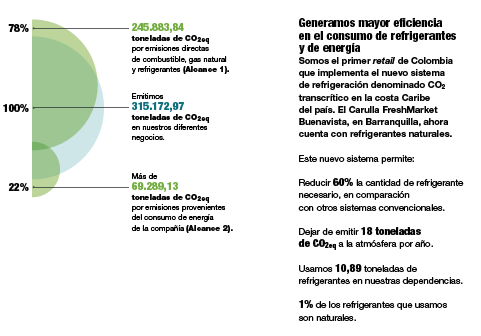 78%
245.883,84
toneladas de CO2eq
por emisiones directas
de combustible, gas natural
y refrigerantes (Alcance 1).
100%
Emitimos
315.172,97
toneladas de CO2eq
en nuestros diferentes
negocios.
22%
Más de
69.289,13
toneladas de CO2eq
por emisiones provenientes
del consumo de energía
de la compañía (Alcance 2).
Generamos mayor eficiencia
en el consumo de refrigerantes
y de energía
Somos el primer retail de Colombia
que implementa el nuevo sistema
de refrigeración denominado CO2
transcrítico en la costa Caribe
del país. El Carulla FreshMarket
Buenavista, en Barranquilla, ahora
cuenta con refrigerantes naturales.
Este nuevo sistema permite:
Reducir 60% la cantidad de refrigerante
necesario, en comparación
con otros sistemas convencionales.
Dejar de emitir 18 toneladas
de CO2eq a la atmósfera por año.
Usamos 10,89 toneladas de
refrigerantes en nuestras dependencias.
1% de los refrigerantes que usamos
son naturales.